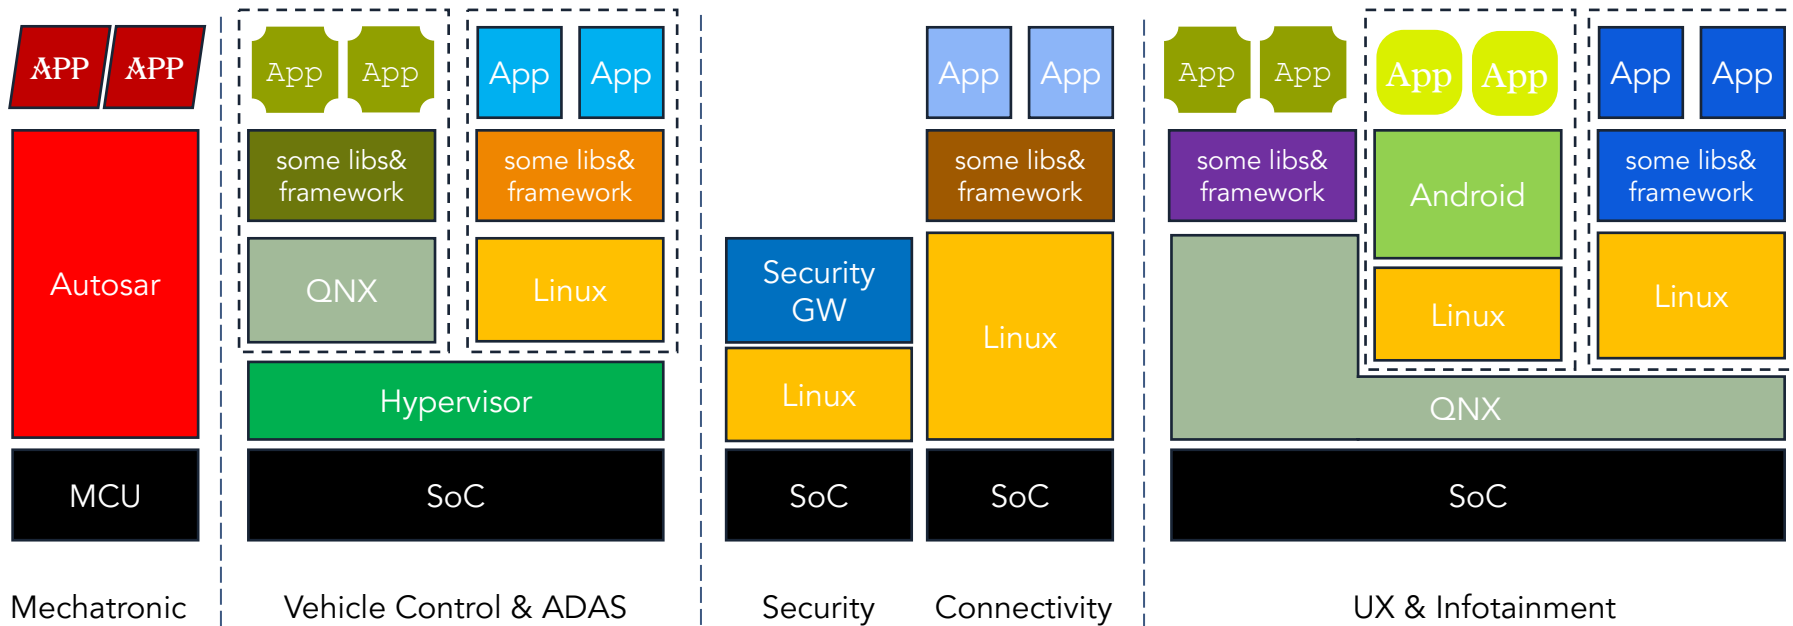 APP APP
Autosar
MCU
Mechatronic
App App
some libs&
framework
QNX
App App
some libs&
framework
Linux
Hypervisor
SoC
Vehicle Control & ADAS
Security
GW
Linux
SoC
Security
App App
some libs&
framework
Linux
SoC
Connectivity
App App
some libs&
framework
App App
Android
Linux
App App
some libs&
framework
Linux
QNX
SoC
UX & Infotainment